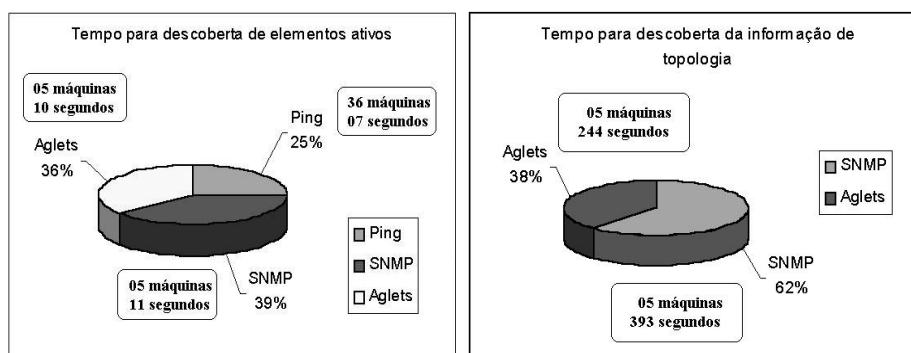 Tempo para descoberta de elementos ativos
05 máquinas
10 segundos
36 máquinas
07 segundos
Ping
25%
Aglets
36%
Ping
SNMP
Aglets
05 máquinas
11 segundos
SNMP
39%
Tempo para descoberta da informação de
topologia
05 máquinas
244 segundos
Aglets
38%
SNMP
Aglets
SNMP
62%
05 máquinas
393 segundos